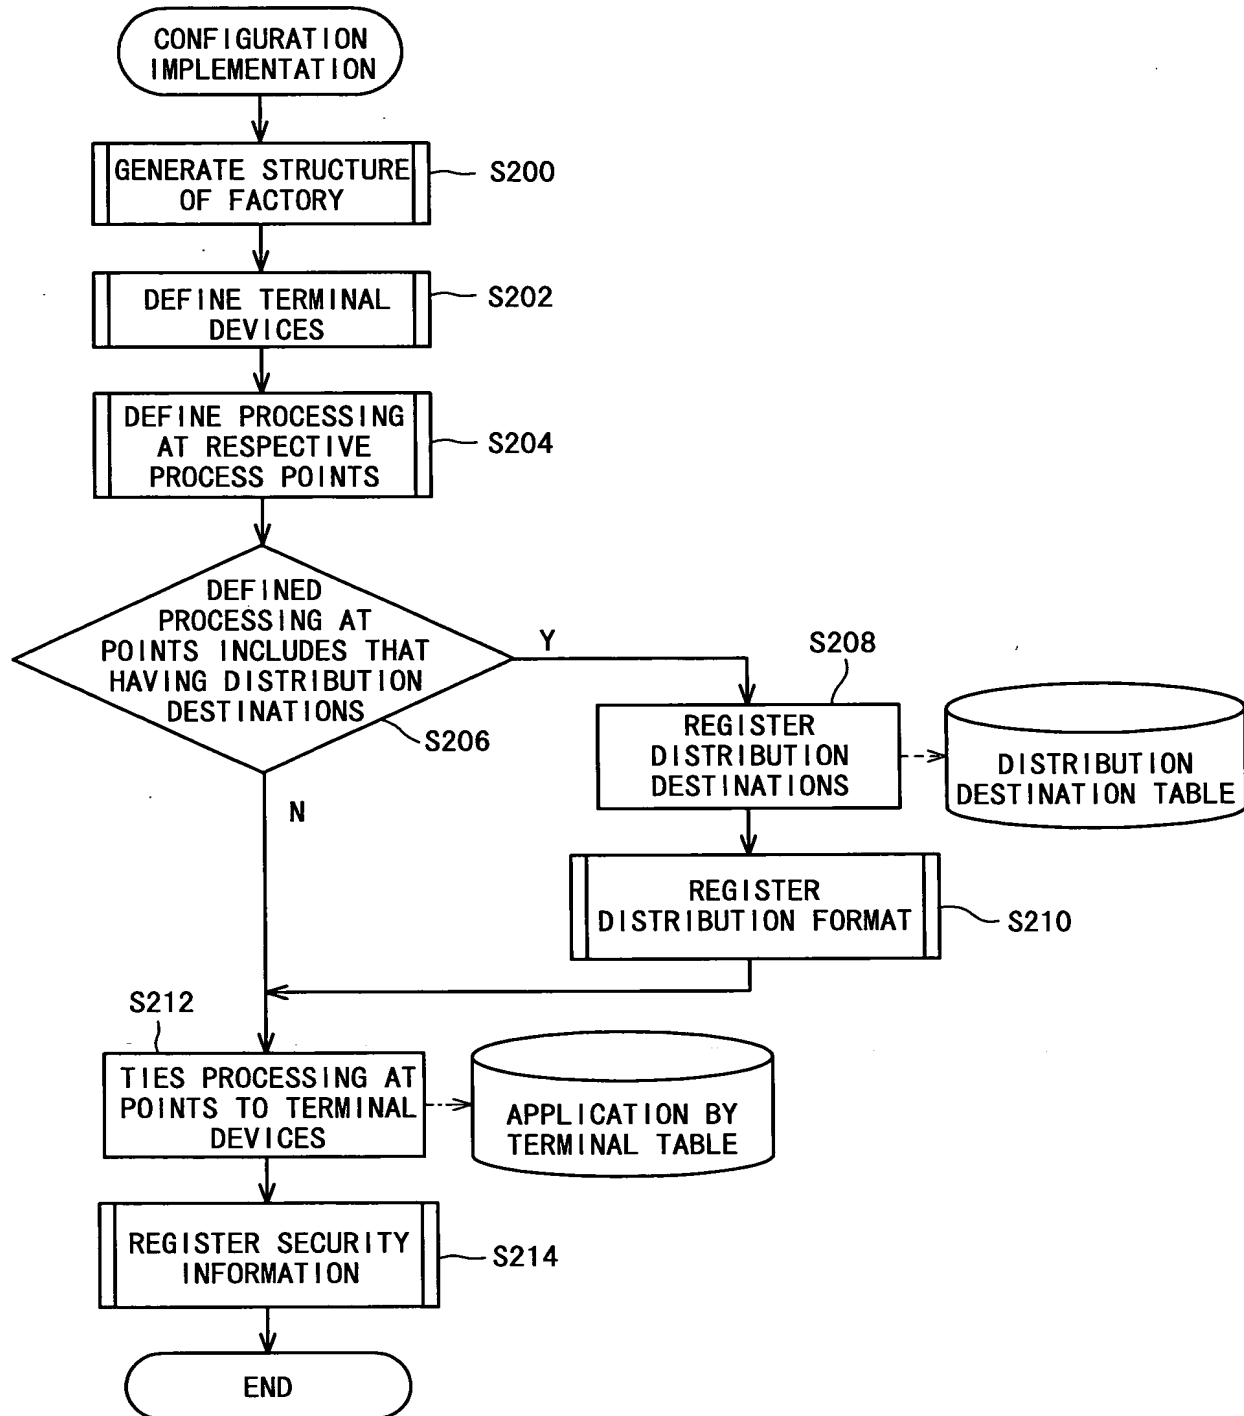 CONFIGURATION
IMPLEMENTATION
GENERATE STRUCTURE
OF FACTORY
S200
DEFINE TERMINAL
DEVICES
S202
DEFINE PROCESSING
AT RESPECTIVE
PROCESS POINTS
S204
DEFINED
PROCESSING AT
POINTS INCLUDES THAT
HAVING DISTRIBUTION
DESTINATIONS
S206
Y
N
S208
REGISTER
DISTRIBUTION
DESTINATIONS
DISTRIBUTION
DESTINATION TABLE
REGISTER
DISTRIBUTION FORMAT
S210
S212
TIES PROCESSING AT
POINTS TO TERMINAL
DEVICES
APPLICATION BY
TERMINAL TABLE
REGISTER SECURITY
INFORMATION
S214
END